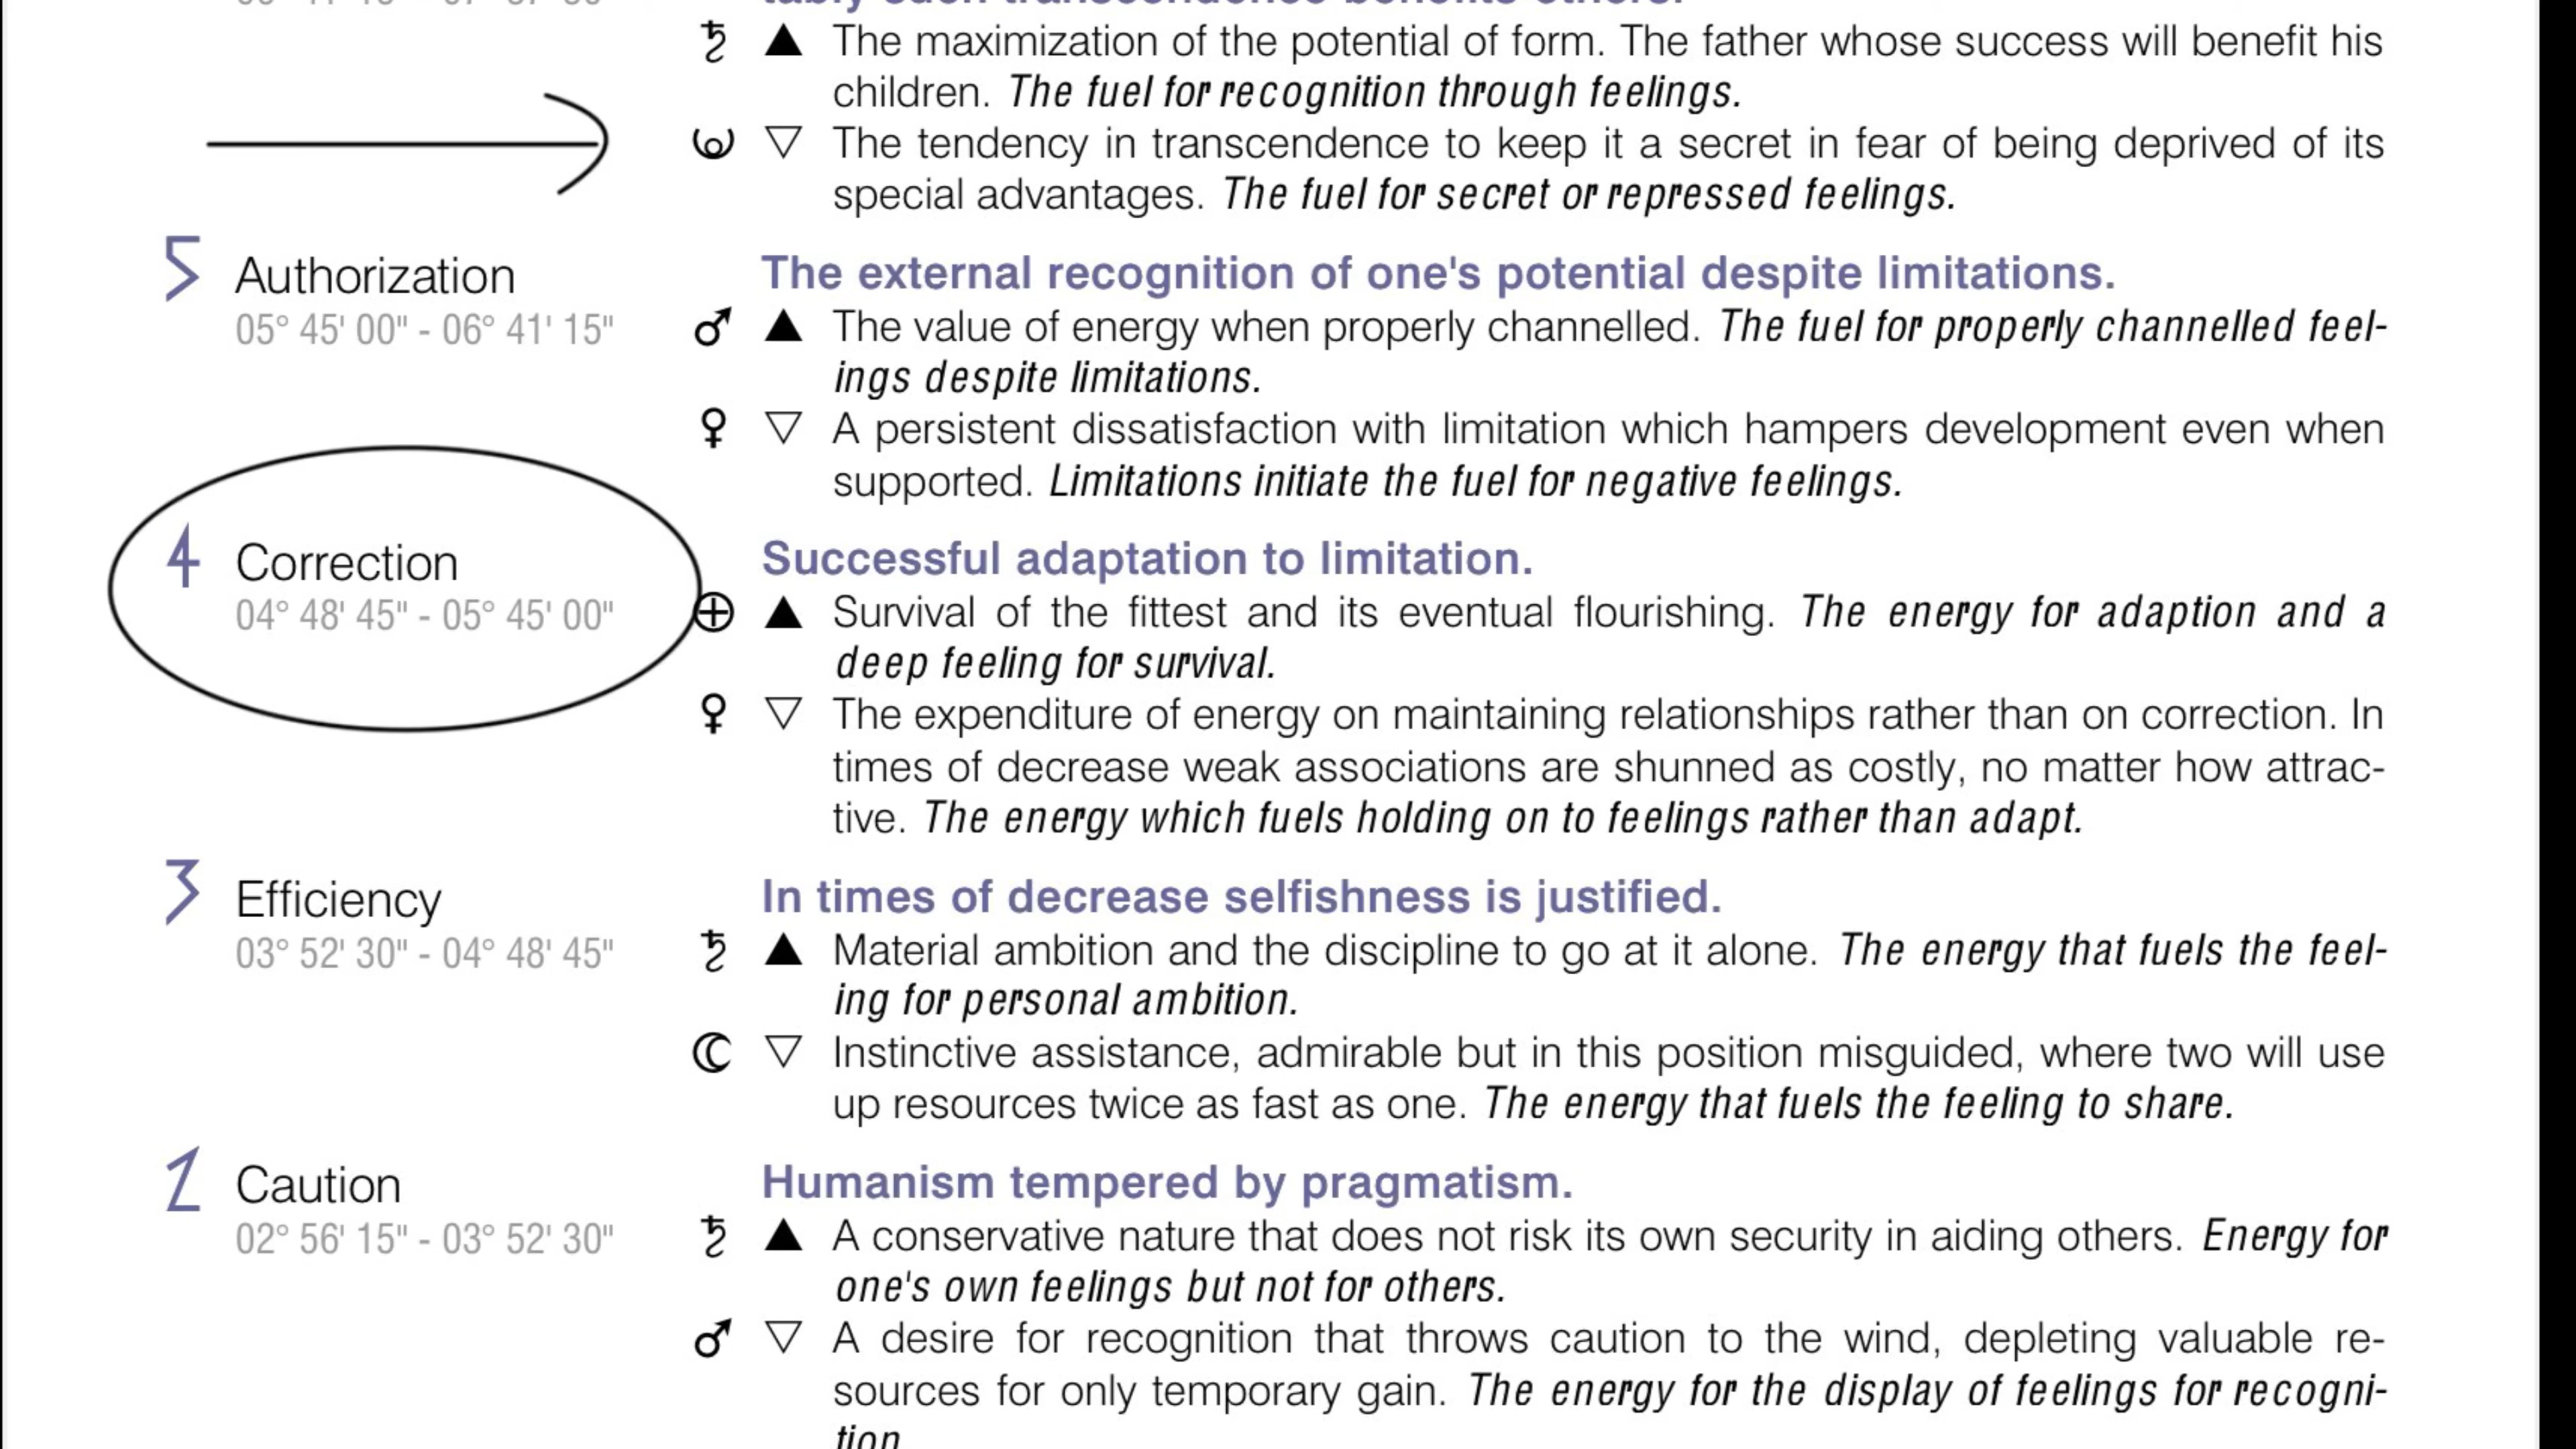 tably such transcendence benefits others.
♄ ▲ The maximization of the potential of form. The father whose success will benefit his
children. The fuel for recognition through feelings.
▽ The tendency in transcendence to keep it a secret in fear of being deprived of its
special advantages. The fuel for secret or repressed feelings.
5 Authorization The external recognition of one's potential despite limitations.
05° 45' 00" - 06° 41' 15" ♂ ▲ The value of energy when properly channelled. The fuel for properly channelled feel-
ings despite limitations.
♀ ▽ A persistent dissatisfaction with limitation which hampers development even when
supported. Limitations initiate the fuel for negative feelings.
4 Correction Successful adaptation to limitation.
04° 48' 45" - 05° 45' 00" ⊕ ▲ Survival of the fittest and its eventual flourishing. The energy for adaption and a
deep feeling for survival.
♀ ▽ The expenditure of energy on maintaining relationships rather than on correction. In
times of decrease weak associations are shunned as costly, no matter how attrac-
tive. The energy which fuels holding on to feelings rather than adapt.
3 Efficiency In times of decrease selfishness is justified.
03° 52' 30" - 04° 48' 45" ♄ ▲ Material ambition and the discipline to go at it alone. The energy that fuels the feel-
ing for personal ambition.
☾ ▽ Instinctive assistance, admirable but in this position misguided, where two will use
up resources twice as fast as one. The energy that fuels the feeling to share.
2 Caution Humanism tempered by pragmatism.
02° 56' 15" - 03° 52' 30" ♄ ▲ A conservative nature that does not risk its own security in aiding others. Energy for
one's own feelings but not for others.
♂ ▽ A desire for recognition that throws caution to the wind, depleting valuable re-
sources for only temporary gain. The energy for the display of feelings for recogni-
tion